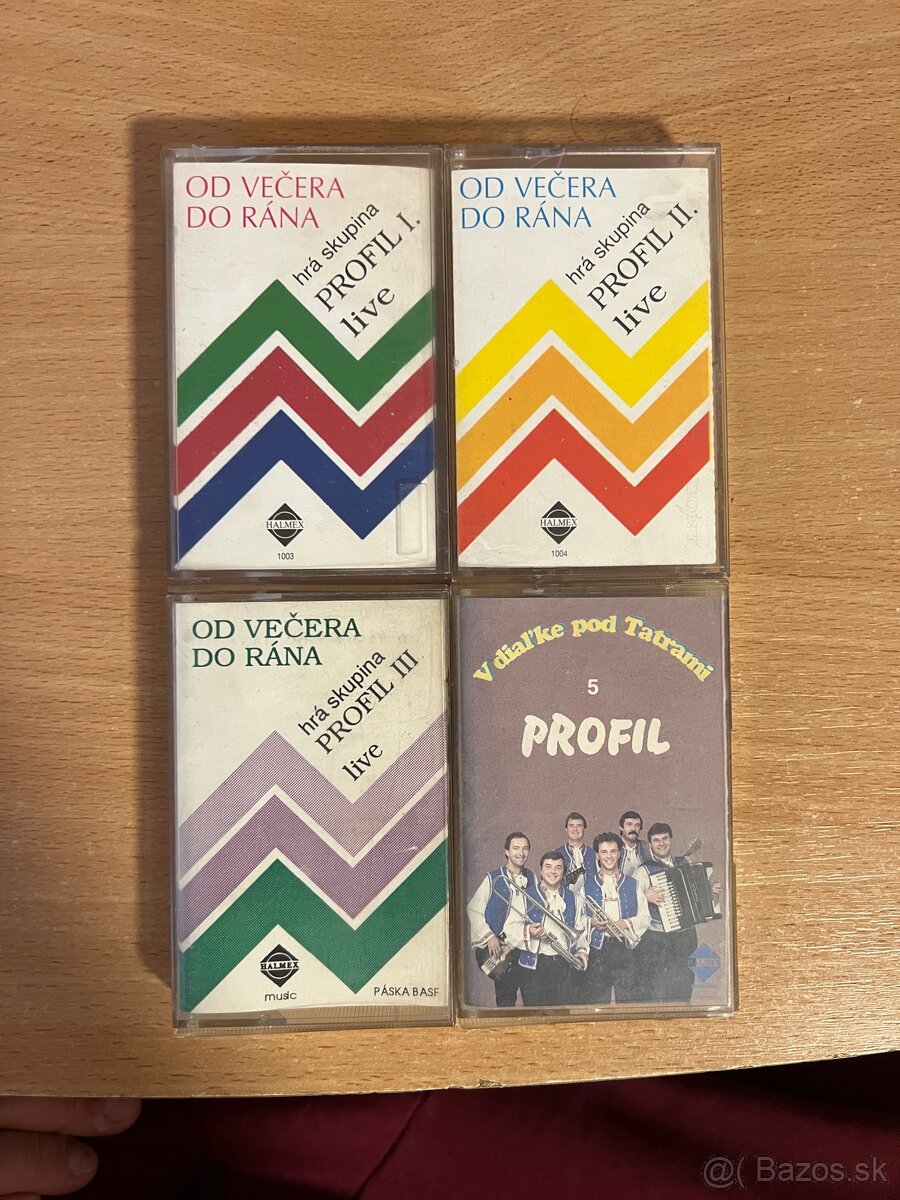 OD VEČERA
DO RÁNA
hrá skupina
PROFIL I.
live
HALMEX
1003
OD VEČERA
DO RÁNA
hrá skupina
PROFIL II.
live
HALMEX
1004
SONY
OD VEČERA
DO RÁNA
hrá skupina
PROFIL III
live
HALMEX
music
PÁSKA BASF
V diaľke pod Tatrami
5
PROFIL
HALMEX
@( Bazos.sk